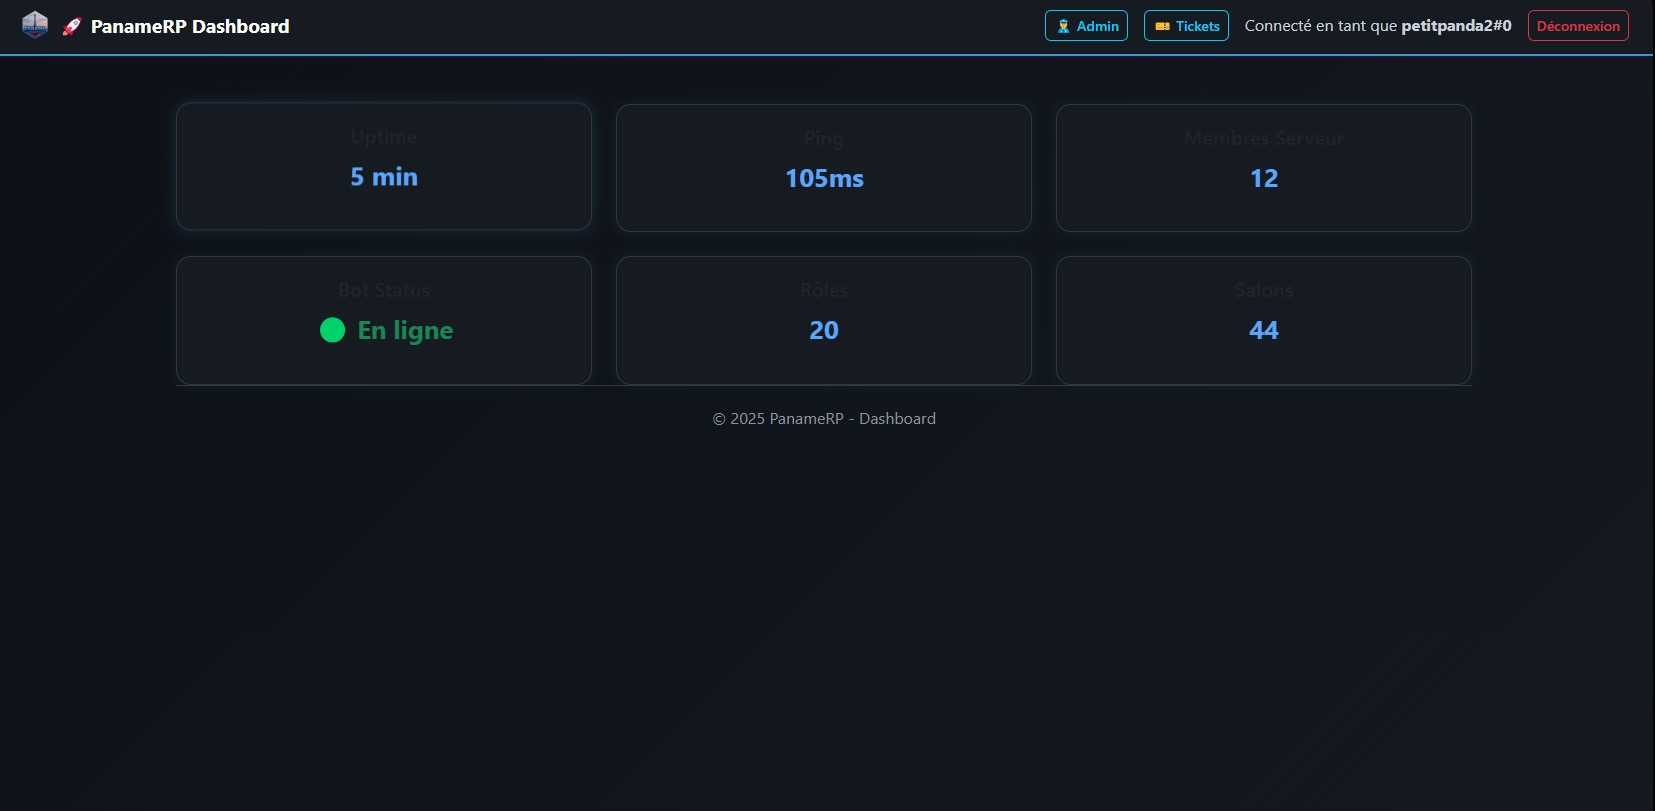 PanameRP Dashboard
Admin
Tickets
Connecté en tant que petitpanda2#0
Déconnexion
Uptime
5 min
Ping
105ms
Membres Serveur
12
Bot Status
En ligne
Rôles
20
Salons
44
© 2025 PanameRP - Dashboard